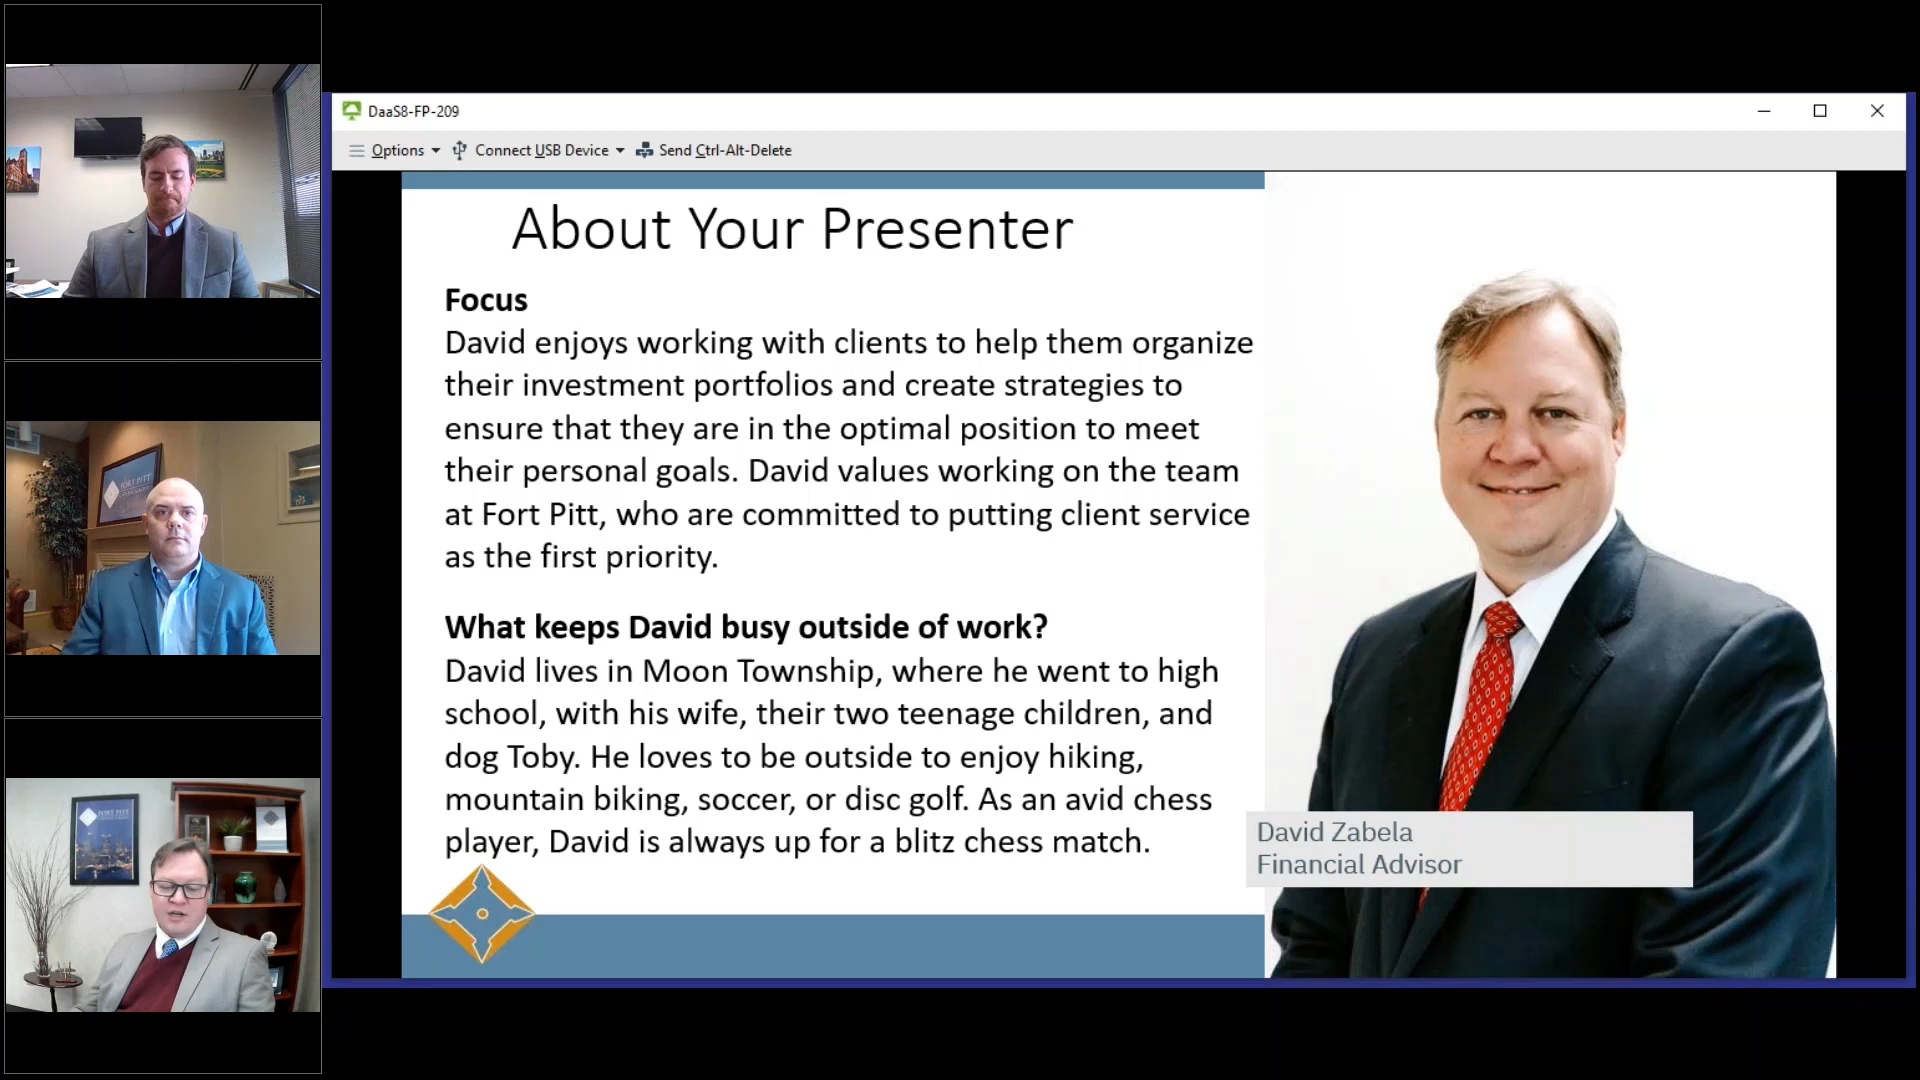 DaaS8-FP-209
Options
Connect USB Device
Send Ctrl-Alt-Delete
About Your Presenter
Focus
David enjoys working with clients to help them organize
their investment portfolios and create strategies to
ensure that they are in the optimal position to meet
their personal goals. David values working on the team
at Fort Pitt, who are committed to putting client service
as the first priority.
What keeps David busy outside of work?
David lives in Moon Township, where he went to high
school, with his wife, their two teenage children, and
dog Toby. He loves to be outside to enjoy hiking,
mountain biking, soccer, or disc golf. As an avid chess
player, David is always up for a blitz chess match.
David Zabela
Financial Advisor
FORT PITT
FORT PITT